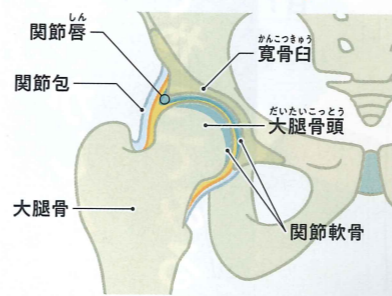 関節唇
しん
関節包
寛骨臼
かんこつきゅう
大腿骨頭
だいたいこっとう
大腿骨
関節軟骨